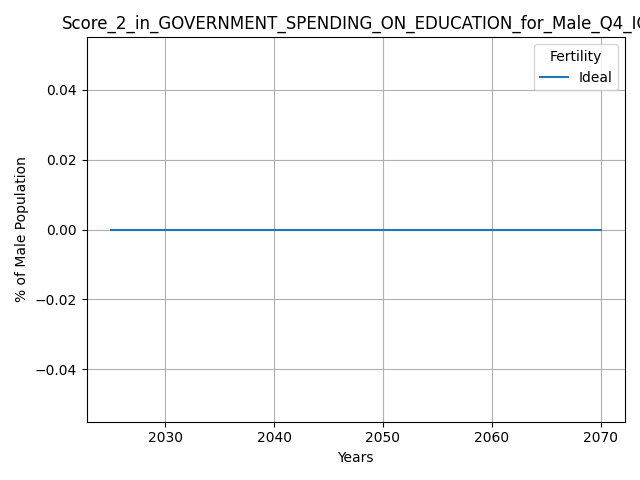 Score_2_in_GOVERNMENT_SPENDING_ON_EDUCATION_for_Male_Q4_IC
Fertility
Ideal
0.04
0.02
0.00
−0.02
−0.04
% of Male Population
2030 2040 2050 2060 2070
Years